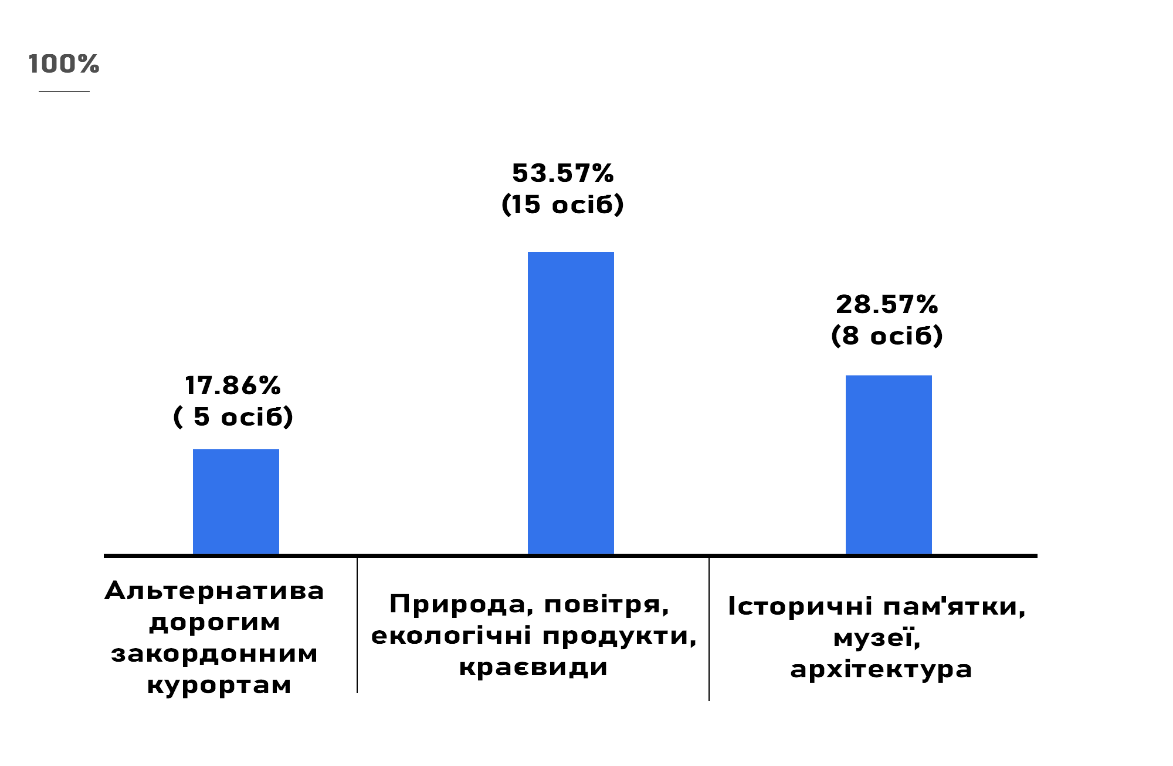 100%
53.57%
(15 осіб)
28.57%
(8 осіб)
17.86%
( 5 осіб)
Альтернатива
дорогим
закордонним
курортам
Природа, повітря,
екологічні продукти,
краєвиди
Історичні пам'ятки,
музеї,
архітектура